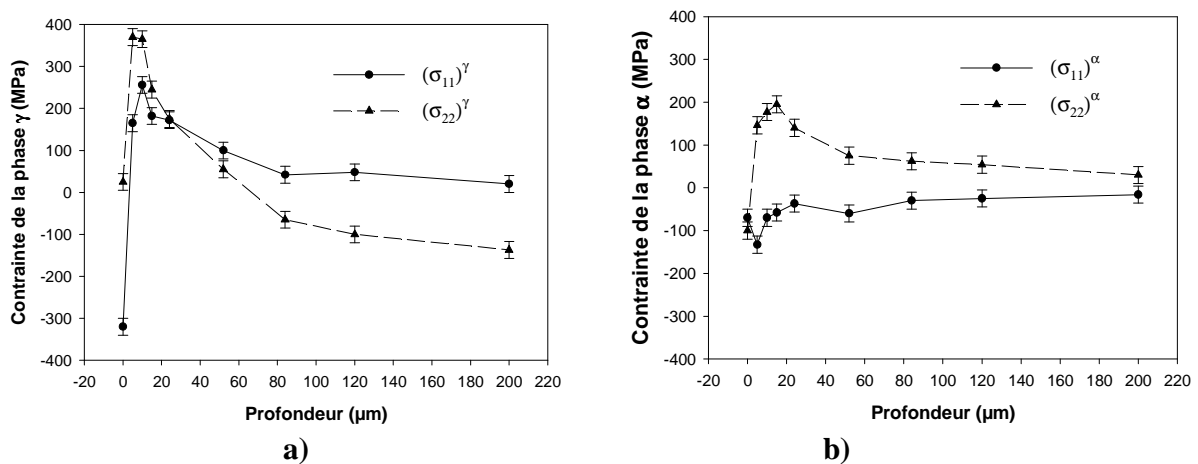 400
300
200
100
0
-100
-200
-300
-400
Contrainte de la phase γ (MPa)
(σ11)γ
(σ22)γ
-20 0 20 40 60 80 100 120 140 160 180 200 220
Profondeur (µm)
a)
400
300
200
100
0
-100
-200
-300
-400
Contrainte de la phase α (MPa)
(σ11)α
(σ22)α
-20 0 20 40 60 80 100 120 140 160 180 200 220
Profondeur (µm)
b)